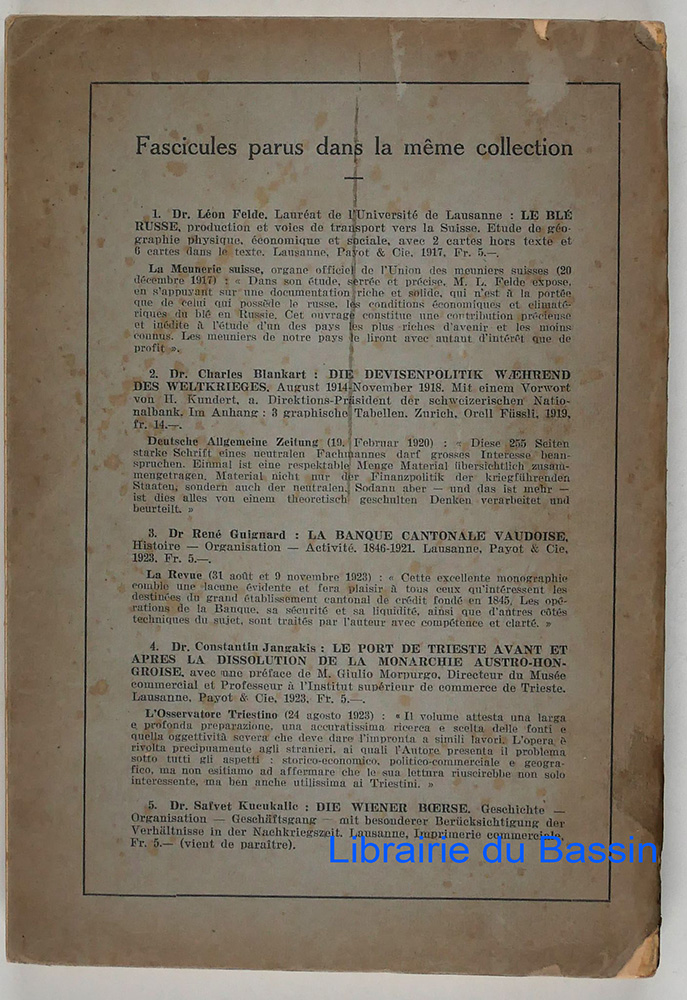 Fascicules parus dans la même collection
1. Dr. Léon Felde, Lauréat de l'Université de Lausanne : LE BLÉ
RUSSE, production et voies de transport vers la Suisse. Etude de géo-
graphie physique, économique et sociale, avec 2 cartes hors texte et
6 cartes dans le texte. Lausanne, Payot & Cie. 1917, Fr. 5.—.
La Meunerie suisse, organe officiel de l'Union des meuniers suisses (20
décembre 1917) : « Dans son étude, serrée et précise, M. L. Felde expose,
en s'appuyant sur une documentation riche et solide, qui n'est à la portée
que de celui qui possède le russe, les conditions économiques et climaté-
riques du blé en Russie. Cet ouvrage constitue une contribution précieuse
et inédite à l'étude d'un des pays les plus riches d'avenir et les moins
connus. Les meuniers de notre pays le liront avec autant d'intérêt que de
profit ».
2. Dr. Charles Blankart : DIE DEVISENPOLITIK WÆHREND
DES WELTKRIEGES. August 1914-November 1918. Mit einem Vorwort
von H. Kundert, a. Direktions-Präsident der schweizerischen Natio-
nalbank. Im Anhang : 3 graphische Tabellen. Zurich, Orell Füssli, 1919,
fr. 14.—.
Deutsche Allgemeine Zeitung (19. Februar 1920) : « Diese 255 Seiten
starke Schrift eines neutralen Fachmannes darf grosses Interesse bean-
spruchen. Einmal ist eine respektable Menge Material übersichtlich zusam-
mengetragen, Material nicht nur der Finanzpolitik der kriegführenden
Staaten, sondern auch der neutralen. Sodann aber — und das ist mehr —
ist dies alles von einem theoretisch geschulten Denken verarbeitet und
beurteilt. »
3. Dr René Guignard : LA BANQUE CANTONALE VAUDOISE,
Histoire — Organisation — Activité. 1846-1921. Lausanne, Payot & Cie,
1923. Fr. 5.—.
La Revue (31 août et 9 novembre 1923) : « Cette excellente monographie
comble une lacune évidente et fera plaisir à tous ceux qu'intéressent les
destinées du grand établissement cantonal de crédit fondé en 1845. Les opé-
rations de la Banque, sa sécurité et sa liquidité, ainsi que d'autres côtés
techniques du sujet, sont traités par l'auteur avec compétence et clarté. »
4. Dr. Constantin Jangakis : LE PORT DE TRIESTE AVANT ET
APRES LA DISSOLUTION DE LA MONARCHIE AUSTRO-HON-
GROISE, avec une préface de M. Giulio Morpurgo, Directeur du Musée
commercial et Professeur à l'Institut supérieur de commerce de Trieste.
Lausanne, Payot & Cie, 1923, Fr. 5.—.
L'Osservatore Triestino (24 agosto 1923) : « Il volume attesta una larga
e profonda preparazione, una accuratissima ricerca e scelta delle fonti e
quella oggettività severa che deve dare l'impronta a simili lavori. L'opera è
rivolta precipuamente agli stranieri, ai quali l'Autore presenta il problema
sotto tutti gli aspetti : storico-economico, politico-commerciale e geogra-
fico, ma non esitiamo ad affermare che le sua lettura riuscirebbe non solo
interessente, ma ben anche utilissima ai Triestini. »
5. Dr. Safvet Kucukalle : DIE WIENER BŒRSE. Geschichte —
Organisation — Geschäftsgang — mit besonderer Berücksichtigung der
Verhältnisse in der Nachkriegszeit. Lausanne, Imprimerie commerciale,
Fr. 5.— (vient de paraître).
Librairie du Bassin